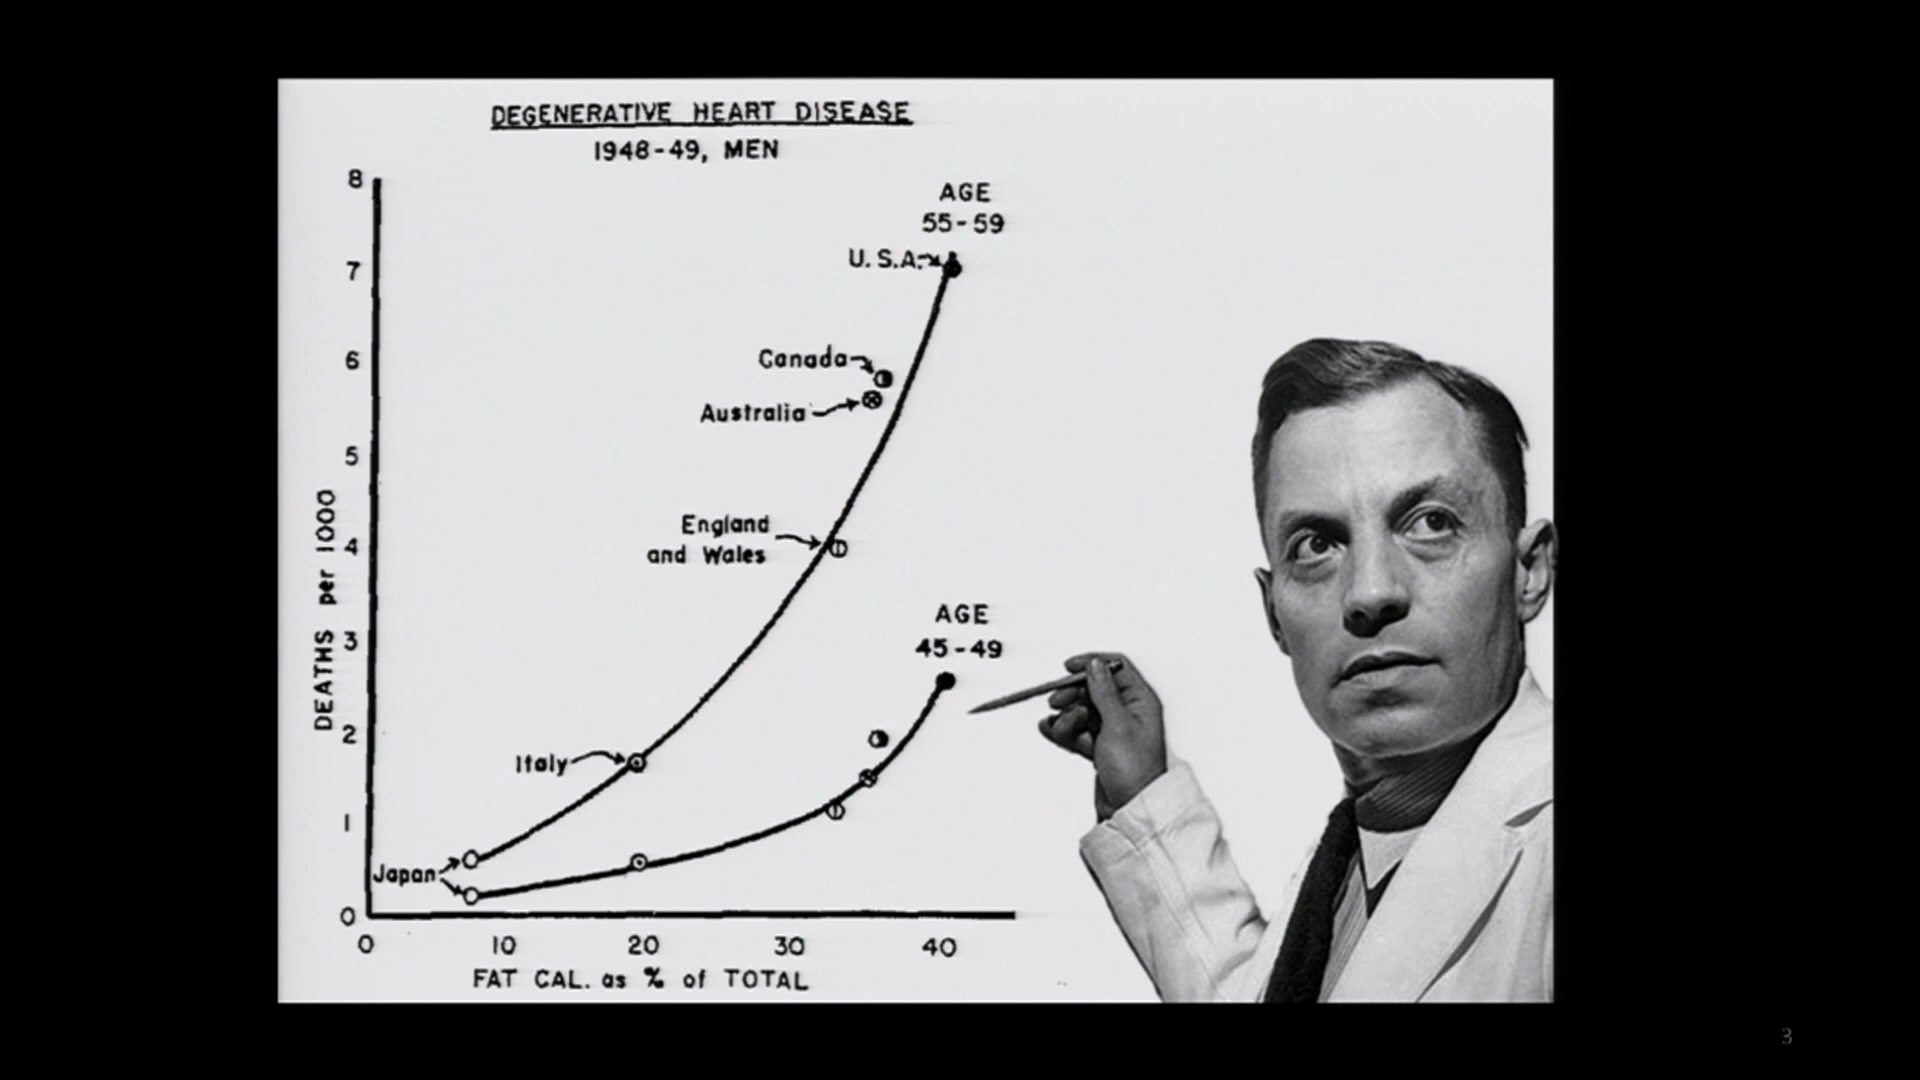 DEGENERATIVE HEART DISEASE
1948-49, MEN
8
7
6
5
4
3
2
1
0
DEATHS per 1000
AGE
55-59
U.S.A.
Canada
Australia
England
and Wales
AGE
45-49
Italy
Japan
0 10 20 30 40
FAT CAL. as % of TOTAL
3